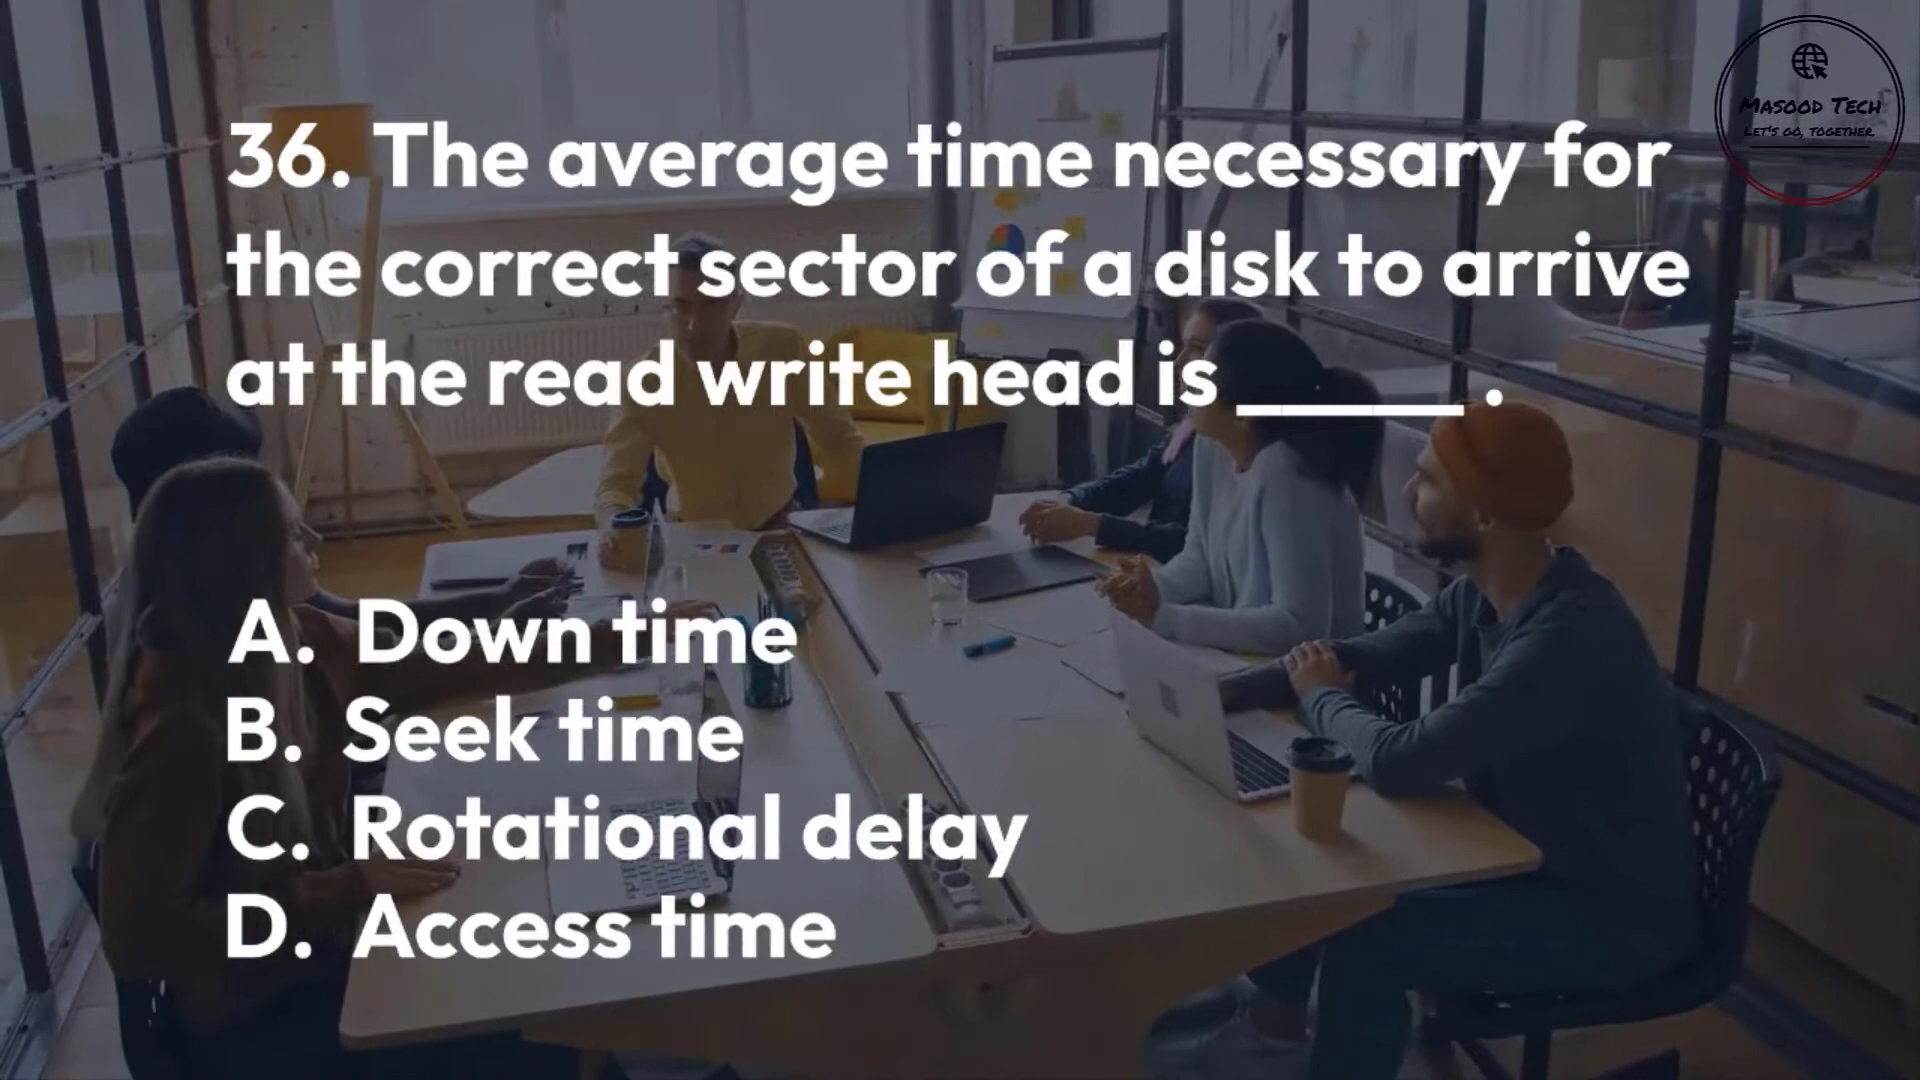 MASOOD TECH
LET'S GO, TOGETHER.
36. The average time necessary for
the correct sector of a disk to arrive
at the read write head is _____ .
A. Down time
B. Seek time
C. Rotational delay
D. Access time